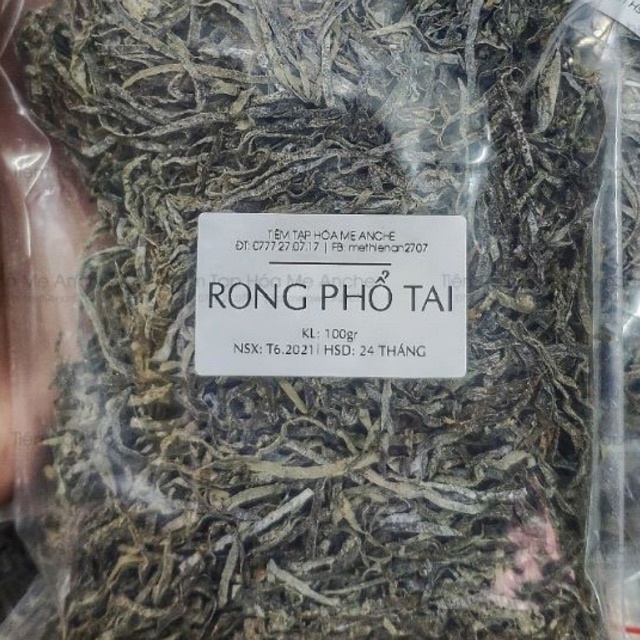 TIỆM TẠP HÓA MẸ ANCHE
ĐT: 0777.27.07.17 | FB: methienan2707
RONG PHỔ TAI
KL: 100gr
NSX: T6.2021 | HSD: 24 THÁNG